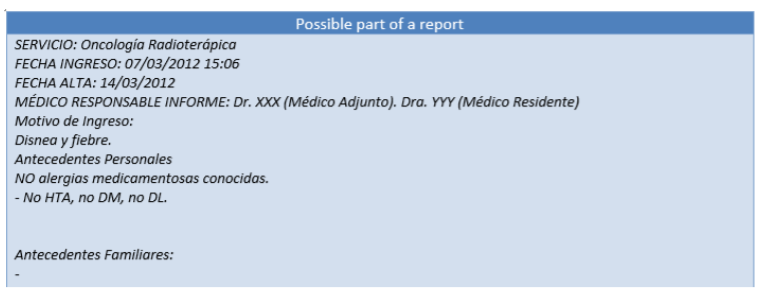 Possible part of a report
SERVICIO: Oncología Radioterápica
FECHA INGRESO: 07/03/2012 15:06
FECHA ALTA: 14/03/2012
MÉDICO RESPONSABLE INFORME: Dr. XXX (Médico Adjunto). Dra. YYY (Médico Residente)
Motivo de Ingreso:
Disnea y fiebre.
Antecedentes Personales
NO alergias medicamentosas conocidas.
- No HTA, no DM, no DL.
Antecedentes Familiares:
-